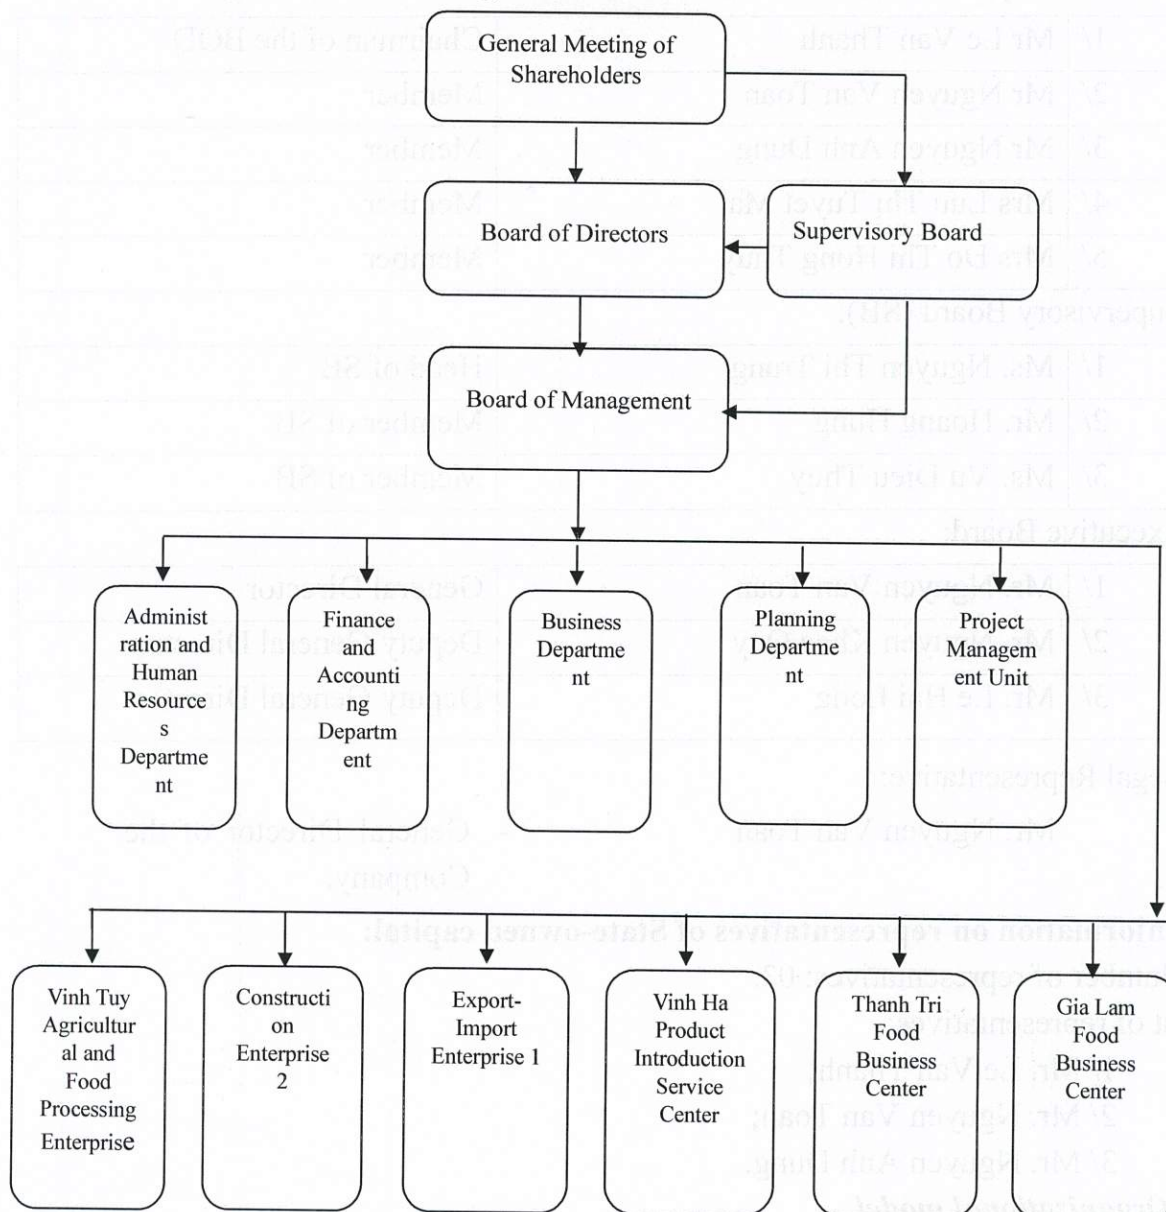 General Meeting of
Shareholders
Board of Directors
Supervisory Board
Board of Management
Administ
ration and
Human
Resource
s
Departme
nt
Finance
and
Accounti
ng
Departm
ent
Business
Departme
nt
Planning
Departme
nt
Project
Managem
ent Unit
Vinh Tuy
Agricultur
al and
Food
Processing
Enterprise
Constructi
on
Enterprise
2
Export-
Import
Enterprise 1
Vinh Ha
Product
Introduction
Service
Center
Thanh Tri
Food
Business
Center
Gia Lam
Food
Business
Center